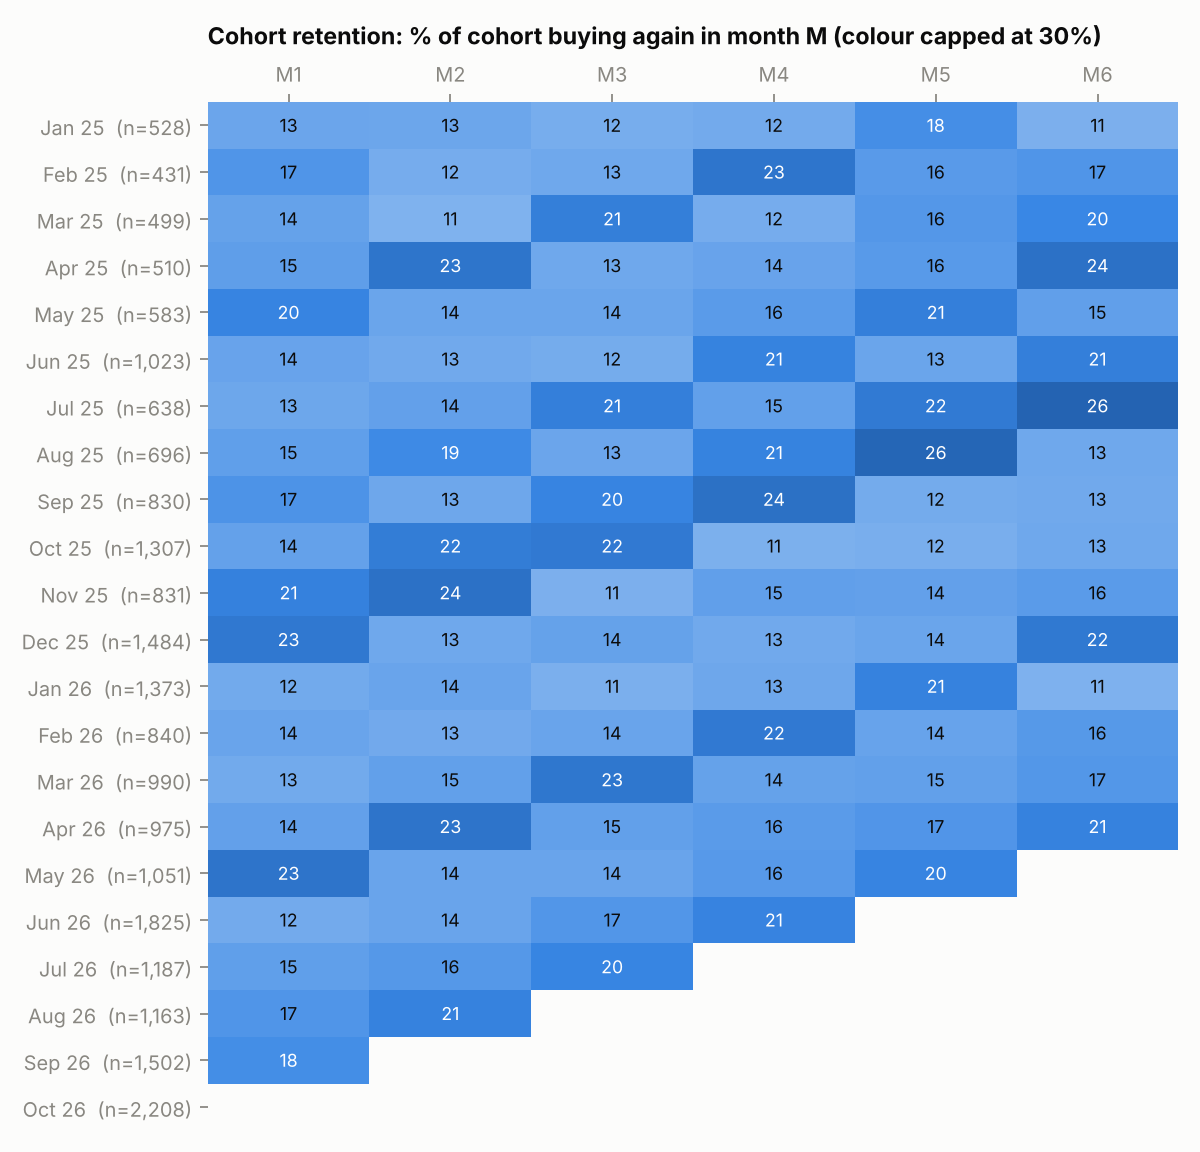 Cohort retention: % of cohort buying again in month M (colour capped at 30%)
M1 M2 M3 M4 M5 M6
Jan 25 (n=528) 13 13 12 12 18 11
Feb 25 (n=431) 17 12 13 23 16 17
Mar 25 (n=499) 14 11 21 12 16 20
Apr 25 (n=510) 15 23 13 14 16 24
May 25 (n=583) 20 14 14 16 21 15
Jun 25 (n=1,023) 14 13 12 21 13 21
Jul 25 (n=638) 13 14 21 15 22 26
Aug 25 (n=696) 15 19 13 21 26 13
Sep 25 (n=830) 17 13 20 24 12 13
Oct 25 (n=1,307) 14 22 22 11 12 13
Nov 25 (n=831) 21 24 11 15 14 16
Dec 25 (n=1,484) 23 13 14 13 14 22
Jan 26 (n=1,373) 12 14 11 13 21 11
Feb 26 (n=840) 14 13 14 22 14 16
Mar 26 (n=990) 13 15 23 14 15 17
Apr 26 (n=975) 14 23 15 16 17 21
May 26 (n=1,051) 23 14 14 16 20
Jun 26 (n=1,825) 12 14 17 21
Jul 26 (n=1,187) 15 16 20
Aug 26 (n=1,163) 17 21
Sep 26 (n=1,502) 18
Oct 26 (n=2,208)